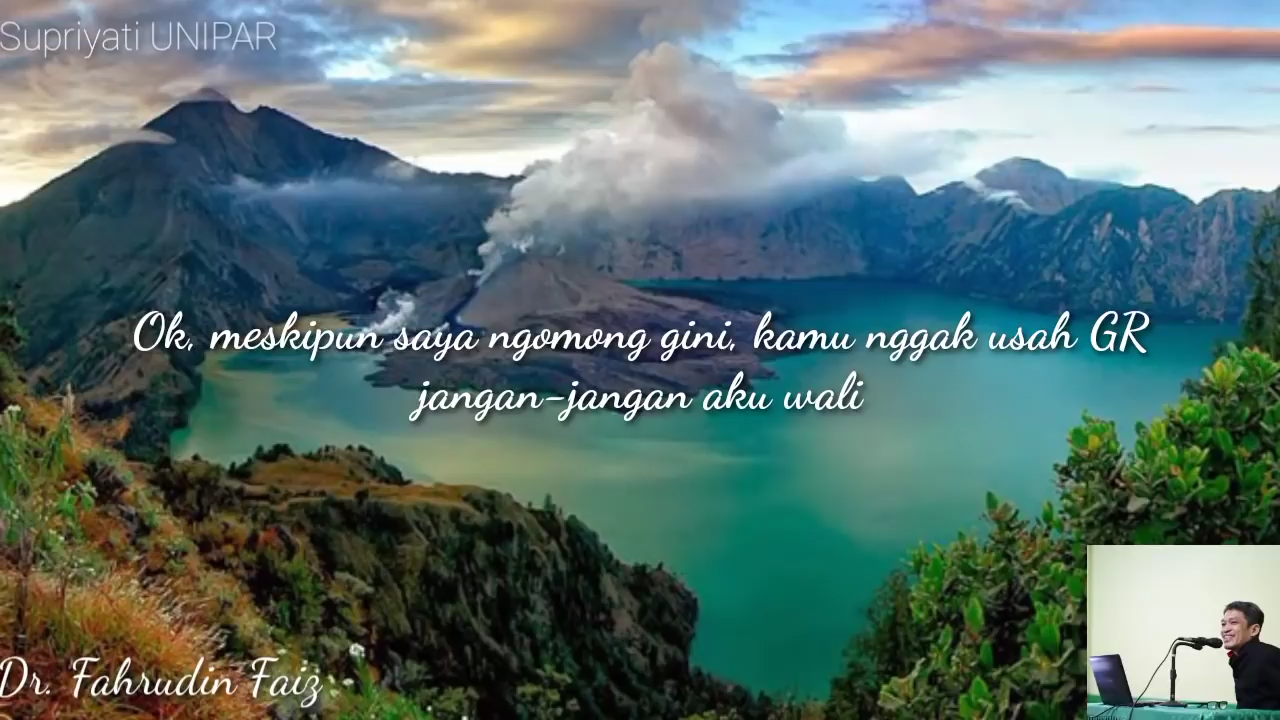 Supriyati UNIPAR
Ok, meskipun saya ngomong gini, kamu nggak usah GR
jangan-jangan aku wali
Dr. Fahrudin Faiz